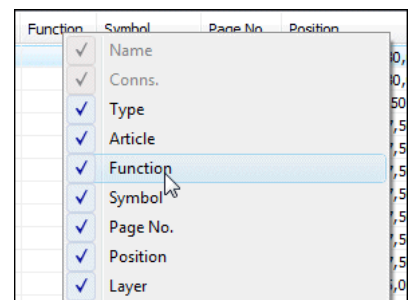 Function Symbol Page No. Position
Name
Conns.
Type
Article
Function
Symbol
Page No.
Position
Layer